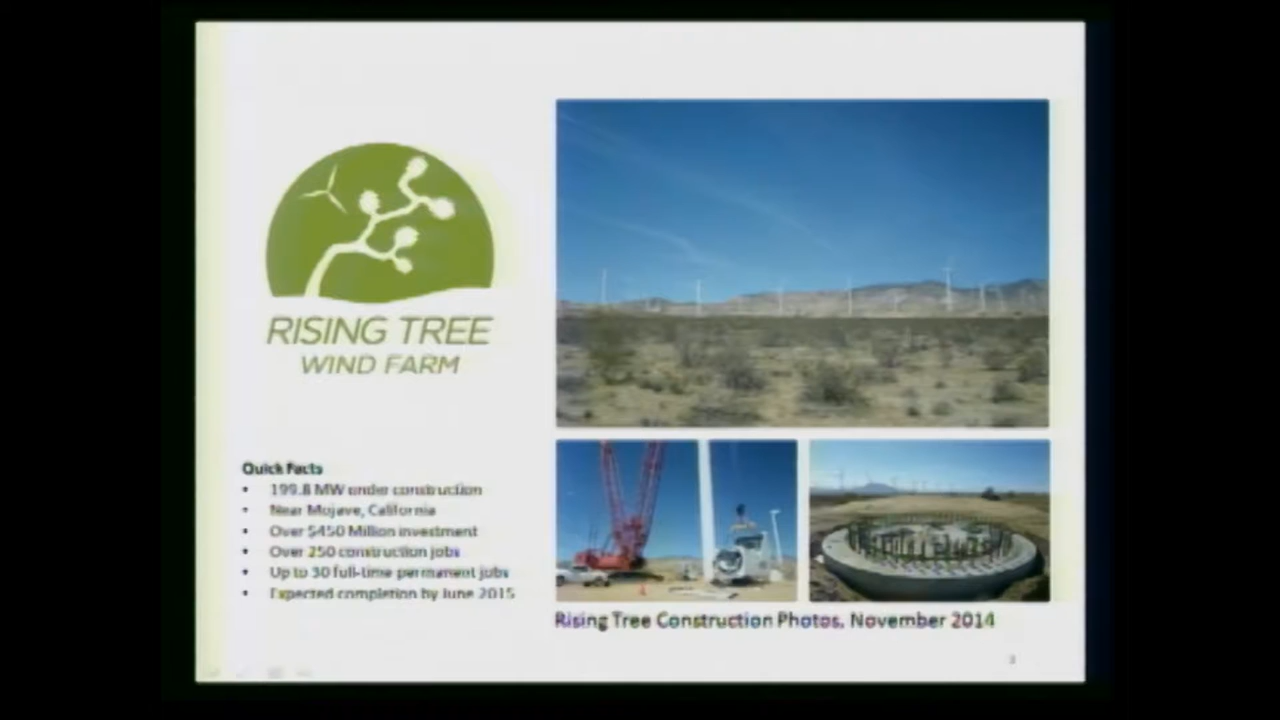 RISING TREE
WIND FARM
Quick Facts
• 199.8 MW under construction
• Near Mojave, California
• Over $450 Million investment
• Over 250 construction jobs
• Up to 30 full-time permanent jobs
• Expected completion by June 2015
Rising Tree Construction Photos, November 2014